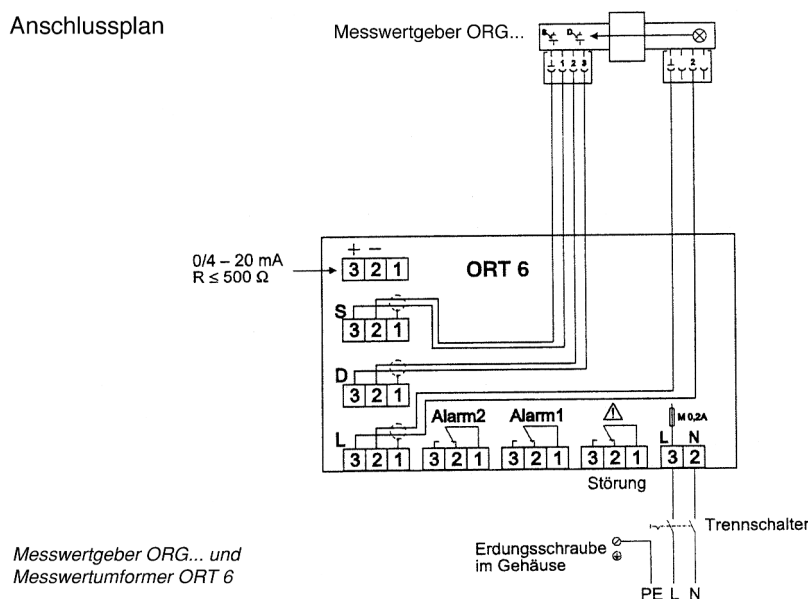 Anschlussplan
Messwertgeber ORG...
S D
⊥ 1 2 3
⊥ 2
+ −
0/4 – 20 mA
R ≤ 500 Ω
3 2 1
ORT 6
S
3 2 1
D
3 2 1
Alarm2 Alarm1
M 0,2A
L
3 2 1
3 2 1
3 2 1
3 2 1
L N
3 2
Störung
Trennschalter
Erdungsschraube
im Gehäuse
PE L N
Messwertgeber ORG... und
Messwertumformer ORT 6